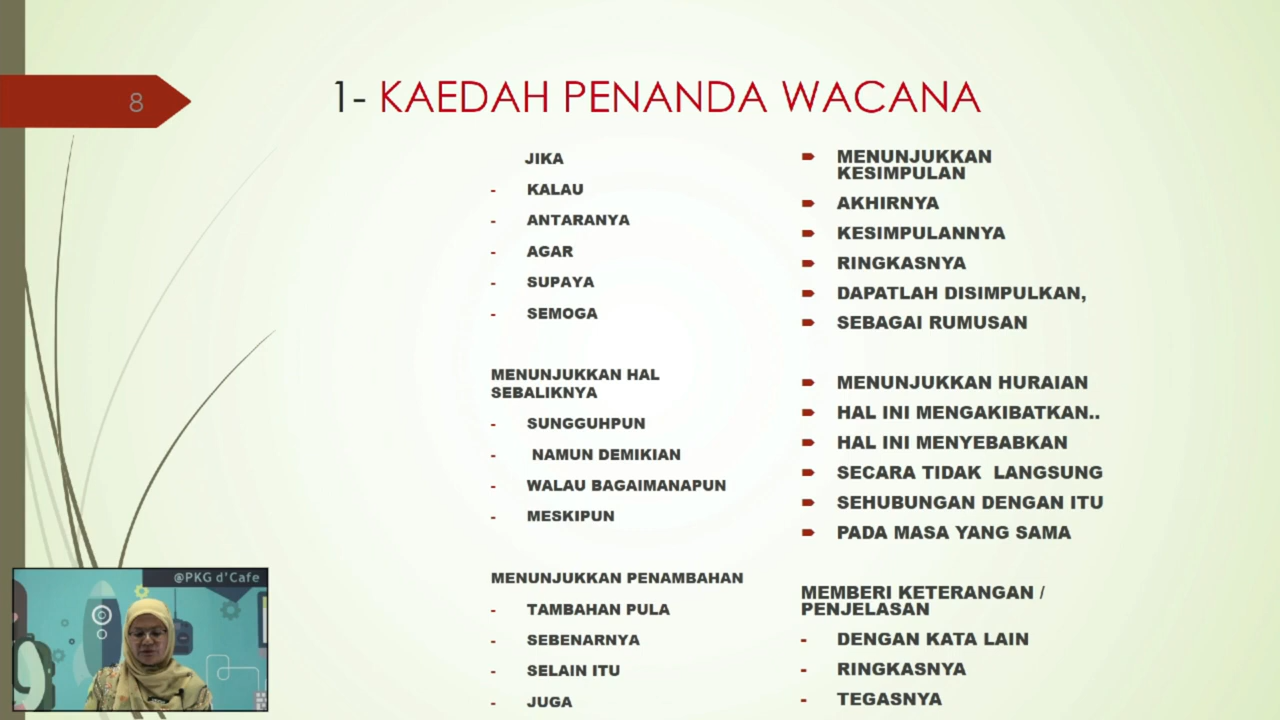 8
1- KAEDAH PENANDA WACANA
JIKA
- KALAU
- ANTARANYA
- AGAR
- SUPAYA
- SEMOGA
MENUNJUKKAN HAL
SEBALIKNYA
- SUNGGUHPUN
- NAMUN DEMIKIAN
- WALAU BAGAIMANAPUN
- MESKIPUN
MENUNJUKKAN PENAMBAHAN
- TAMBAHAN PULA
- SEBENARNYA
- SELAIN ITU
- JUGA
MENUNJUKKAN
KESIMPULAN
AKHIRNYA
KESIMPULANNYA
RINGKASNYA
DAPATLAH DISIMPULKAN,
SEBAGAI RUMUSAN
MENUNJUKKAN HURAIAN
HAL INI MENGAKIBATKAN..
HAL INI MENYEBABKAN
SECARA TIDAK  LANGSUNG
SEHUBUNGAN DENGAN ITU
PADA MASA YANG SAMA
MEMBERI KETERANGAN /
PENJELASAN
- DENGAN KATA LAIN
- RINGKASNYA
- TEGASNYA
@PKG d'Cafe